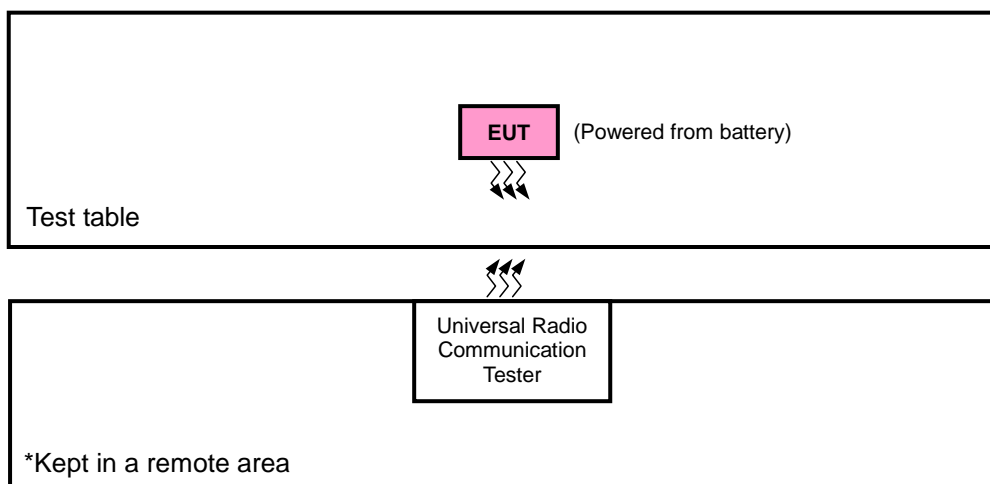 EUT
(Powered from battery)
Test table
Universal Radio
Communication
Tester
*Kept in a remote area